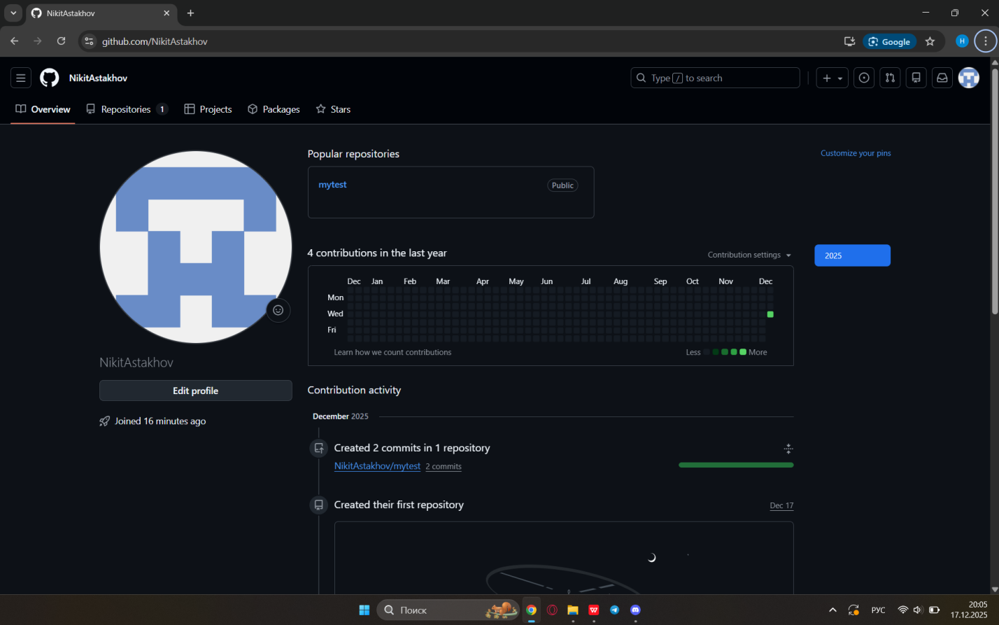 NikitAstakhov
github.com/NikitAstakhov
Google
H
NikitAstakhov
Type / to search
Overview
Repositories 1
Projects
Packages
Stars
Popular repositories
Customize your pins
mytest
Public
4 contributions in the last year
Contribution settings
2025
Dec Jan Feb Mar Apr May Jun Jul Aug Sep Oct Nov Dec
Mon
Wed
Fri
Learn how we count contributions
Less More
NikitAstakhov
Edit profile
Joined 16 minutes ago
Contribution activity
December 2025
Created 2 commits in 1 repository
NikitAstakhov/mytest 2 commits
Created their first repository
Dec 17
Поиск
W
РУС
20:05
17.12.2025